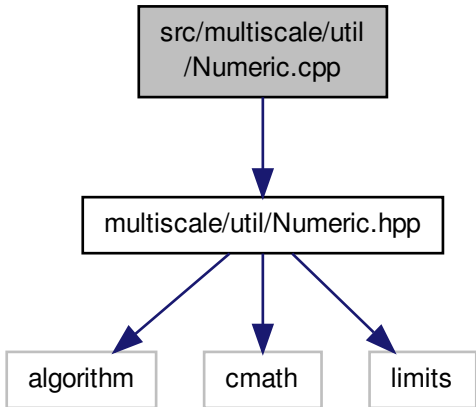 src/multiscale/util
/Numeric.cpp
multiscale/util/Numeric.hpp
algorithm
cmath
limits